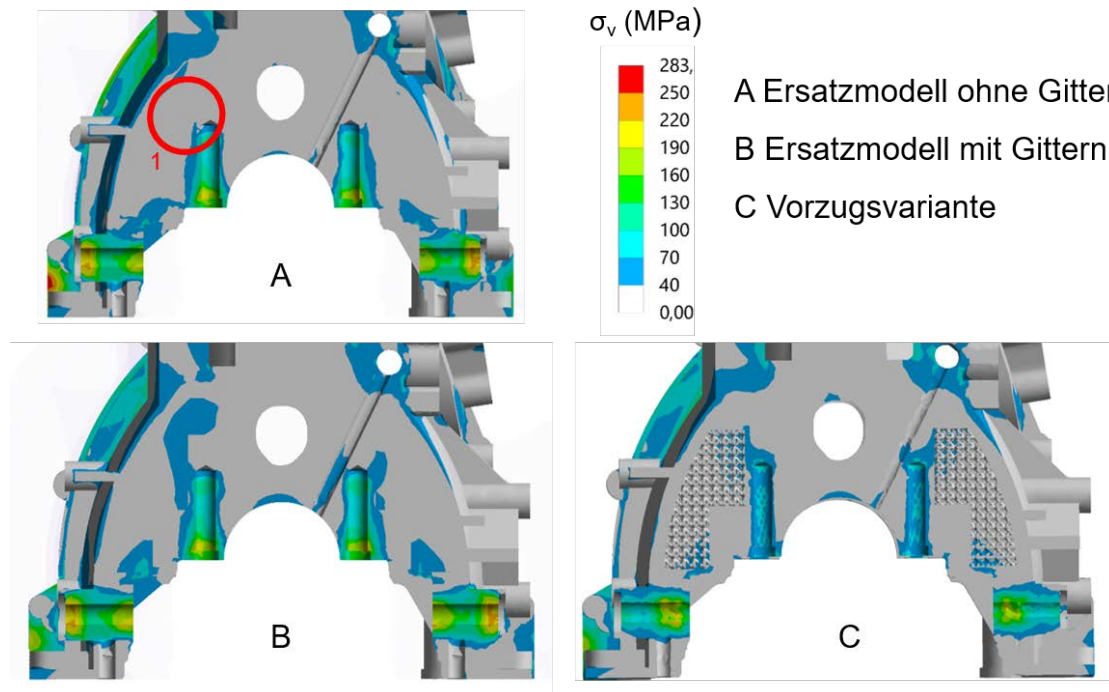 σv (MPa)
283,
250
220
190
160
130
100
70
40
0,00
A Ersatzmodell ohne Gitter
B Ersatzmodell mit Gittern
C Vorzugsvariante
1
A
B
C